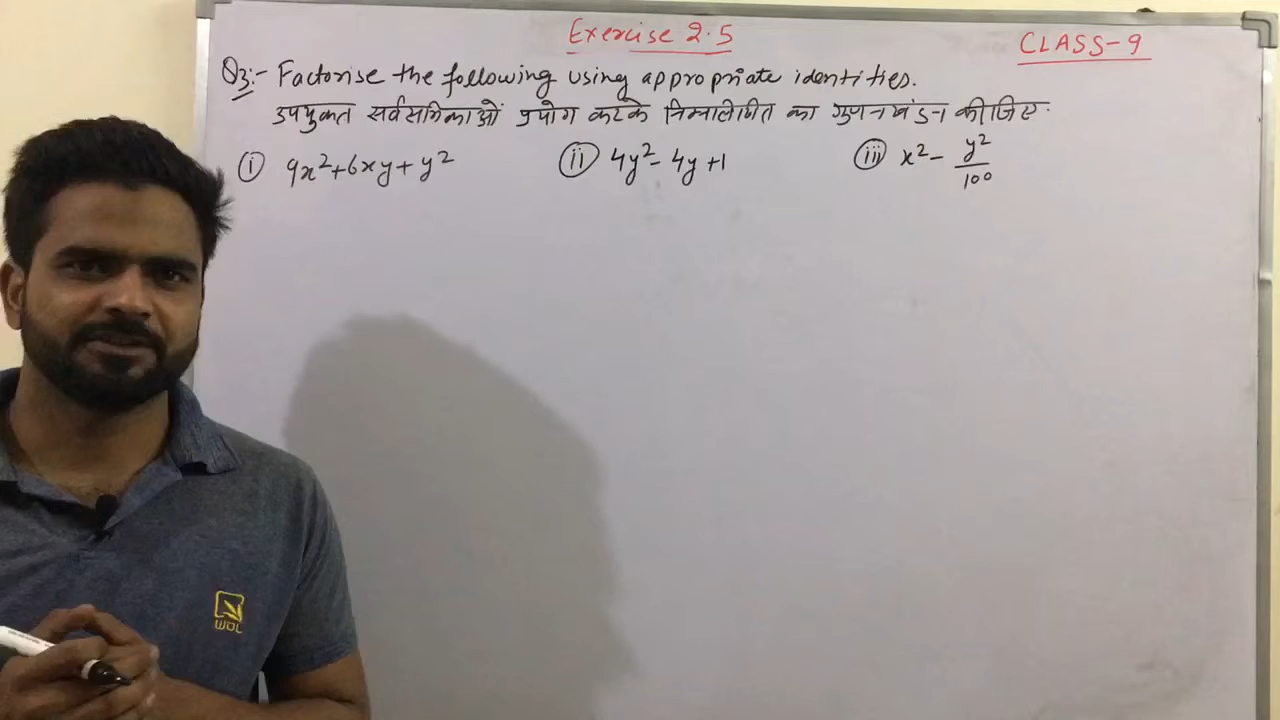 Exercise 2.5
CLASS-9
Q3:- Factorise the following using appropriate identities.
उपयुक्त सर्वसमिकाओं प्रयोग करके निम्नलिखित का गुणनखंडन कीजिए.
(i) 9x²+6xy+y² (ii) 4y²-4y+1 (iii) x²-y²/100
WOL